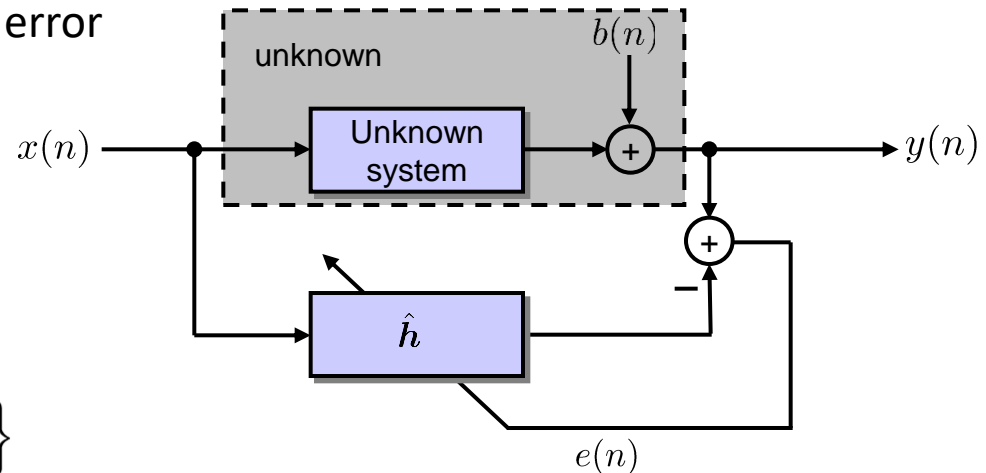 error
b(n)
unknown
Unknown
system
x(n)
+
y(n)
+
−
ĥ
}
e(n)